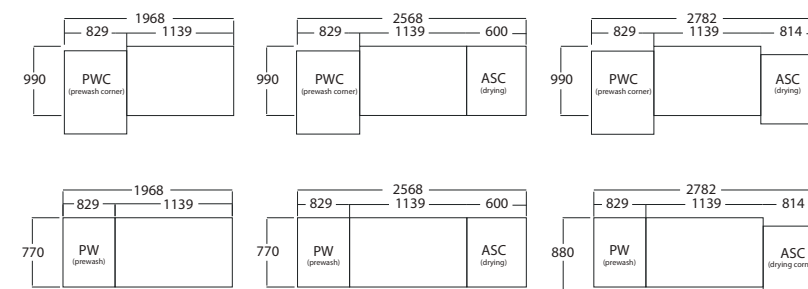 1968
829 1139
990
PWC
(prewash corner)
2568
829 1139 600
990
PWC
(prewash corner)
ASC
(drying)
2782
829 1139 814
990
PWC
(prewash corner)
ASC
(drying)
1968
829 1139
770
PW
(prewash)
2568
829 1139 600
770
PW
(prewash)
ASC
(drying)
2782
829 1139 814
880
PW
(prewash)
ASC
(drying corn